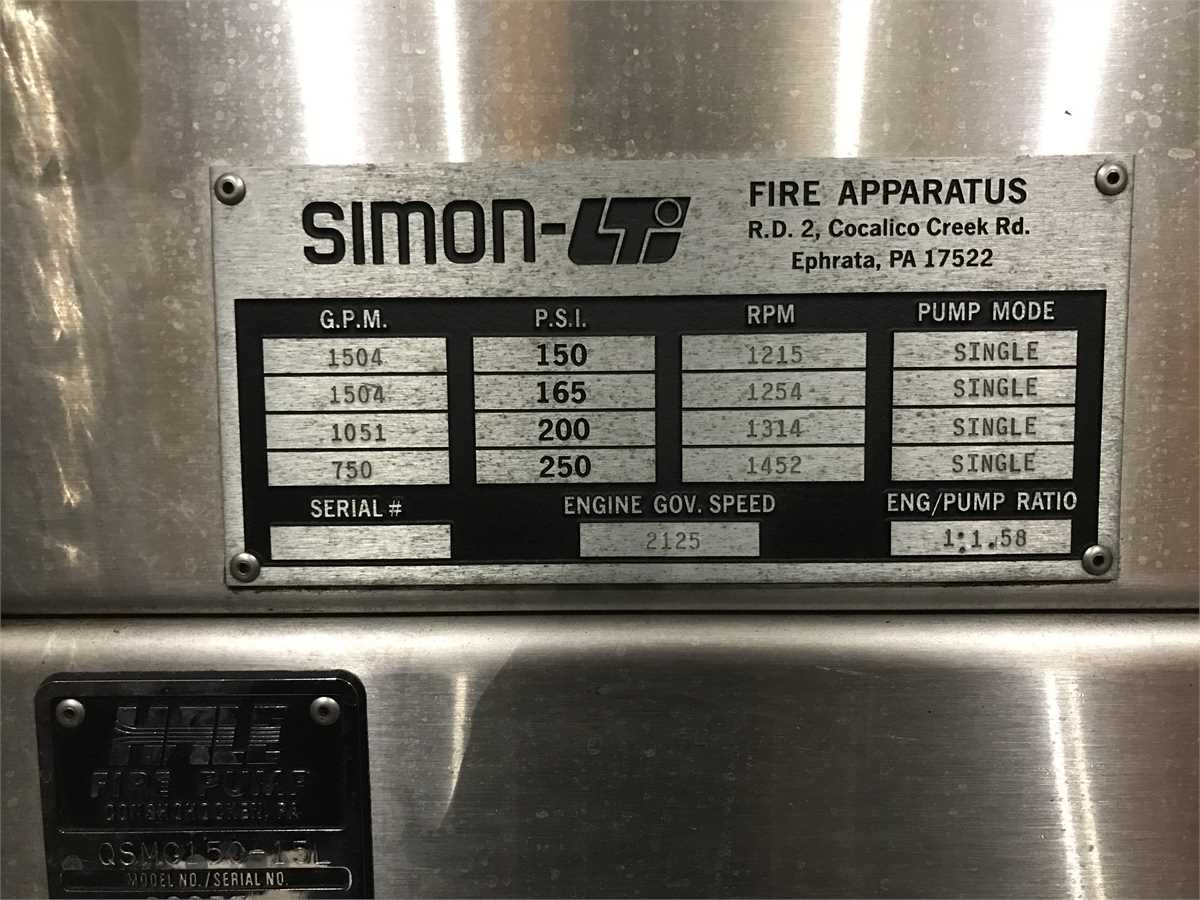 SIMON-LTi
FIRE APPARATUS
R.D. 2, Cocalico Creek Rd.
Ephrata, PA 17522
G.P.M. P.S.I. RPM PUMP MODE
1504 150 1215 SINGLE
1504 165 1254 SINGLE
1051 200 1314 SINGLE
750 250 1452 SINGLE
SERIAL # ENGINE GOV. SPEED ENG/PUMP RATIO
2125 1:1.58
HALE
FIRE PUMP
CONSHOHOCKEN, PA
QSMG150-15L
MODEL NO./SERIAL NO.